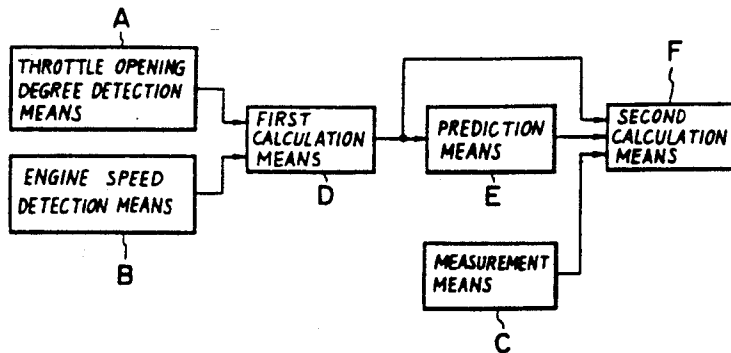 A
THROTTLE OPENING
DEGREE DETECTION
MEANS
ENGINE SPEED
DETECTION MEANS
B
FIRST
CALCULATION
MEANS
D
PREDICTION
MEANS
E
MEASUREMENT
MEANS
C
F
SECOND
CALCULATION
MEANS